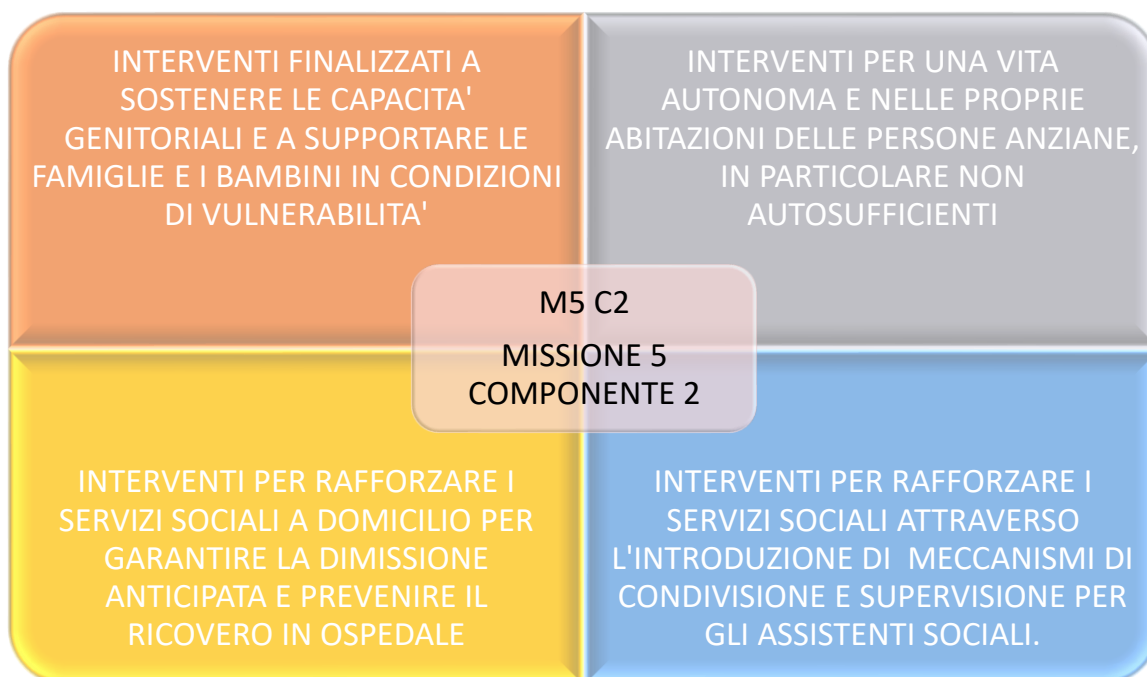 INTERVENTI FINALIZZATI A
SOSTENERE LE CAPACITA'
GENITORIALI E A SUPPORTARE LE
FAMIGLIE E I BAMBINI IN CONDIZIONI
DI VULNERABILITA'
INTERVENTI PER UNA VITA
AUTONOMA E NELLE PROPRIE
ABITAZIONI DELLE PERSONE ANZIANE,
IN PARTICOLARE NON
AUTOSUFFICIENTI
M5 C2
MISSIONE 5
COMPONENTE 2
INTERVENTI PER RAFFORZARE I
SERVIZI SOCIALI A DOMICILIO PER
GARANTIRE LA DIMISSIONE
ANTICIPATA E PREVENIRE IL
RICOVERO IN OSPEDALE
INTERVENTI PER RAFFORZARE I
SERVIZI SOCIALI ATTRAVERSO
L'INTRODUZIONE DI  MECCANISMI DI
CONDIVISIONE E SUPERVISIONE PER
GLI ASSISTENTI SOCIALI.